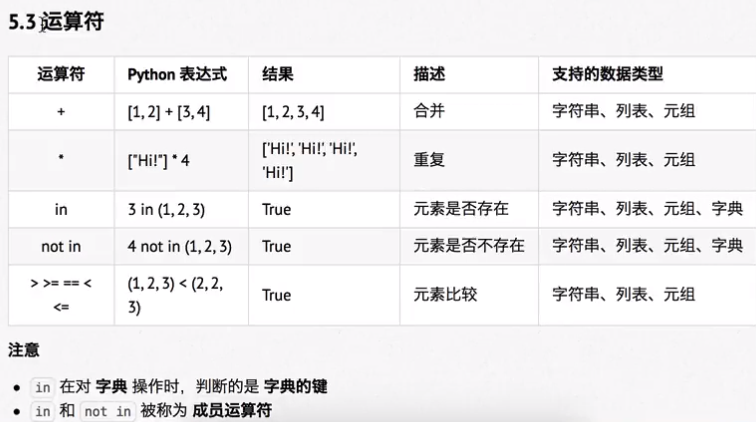 5.3 运算符
运算符 Python 表达式 结果 描述 支持的数据类型
+ [1, 2] + [3, 4] [1, 2, 3, 4] 合并 字符串、列表、元组
* ["Hi!"] * 4 ['Hi!', 'Hi!', 'Hi!', 'Hi!'] 重复 字符串、列表、元组
in 3 in (1, 2, 3) True 元素是否存在 字符串、列表、元组、字典
not in 4 not in (1, 2, 3) True 元素是否不存在 字符串、列表、元组、字典
> >= == < <= (1, 2, 3) < (2, 2, 3) True 元素比较 字符串、列表、元组
注意
• in 在对 字典 操作时，判断的是 字典的键
• in 和 not in 被称为 成员运算符